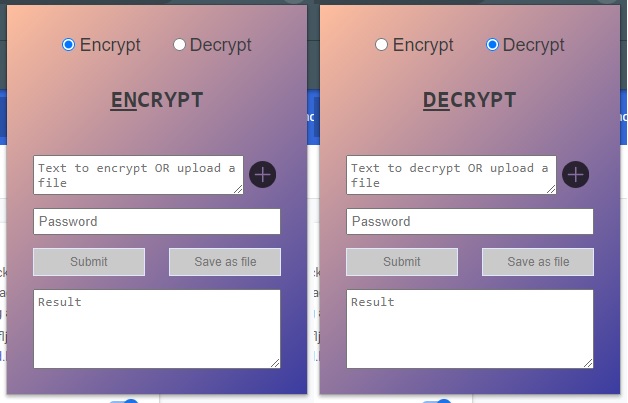 Encrypt Decrypt
ENCRYPT
Text to encrypt OR upload a
file
Password
Submit Save as file
Result
Encrypt Decrypt
DECRYPT
Text to decrypt OR upload a
file
Password
Submit Save as file
Result